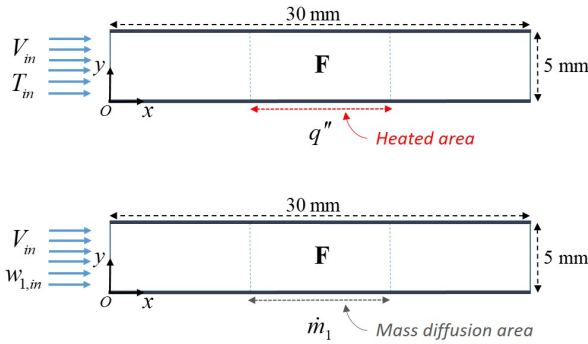 30 mm
V_in
T_in
y
F
5 mm
O
x
q"
Heated area
30 mm
V_in
w_1,in
y
F
5 mm
O
x
ṁ_1
Mass diffusion area